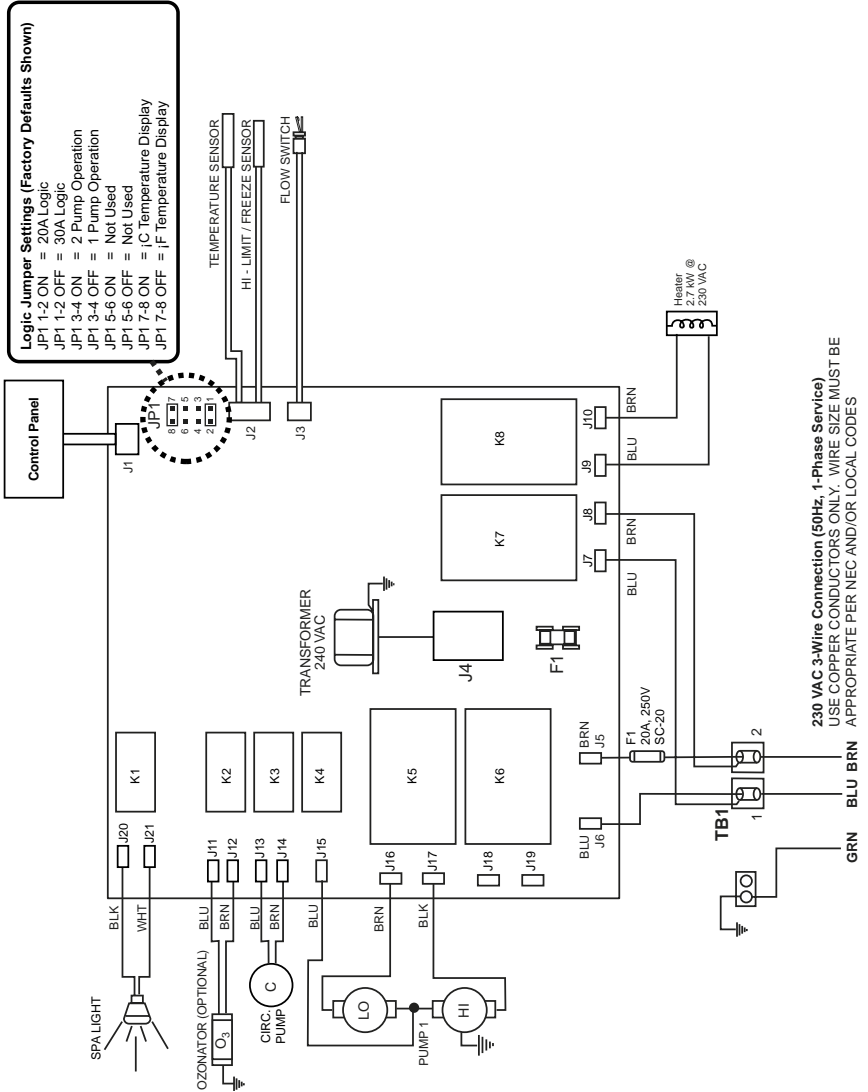 Logic Jumper Settings (Factory Defaults Shown)
JP1 1-2 ON = 20A Logic
JP1 1-2 OFF = 30A Logic
JP1 3-4 ON = 2 Pump Operation
JP1 3-4 OFF = 1 Pump Operation
JP1 5-6 ON = Not Used
JP1 5-6 OFF = Not Used
JP1 7-8 ON = ¡C Temperature Display
JP1 7-8 OFF = ¡F Temperature Display
Control Panel
J1
JP1
8 7
6 5
4 3
2 1
J2
J3
TEMPERATURE SENSOR
HI - LIMIT / FREEZE SENSOR
FLOW SWITCH
SPA LIGHT
BLK
WHT
J20
J21
K1
OZONATOR (OPTIONAL)
O3
BLU
BRN
J11
J12
K2
CIRC.
PUMP
C
BLU
BRN
J13
J14
K3
BLU
J15
K4
TRANSFORMER
240 VAC
J4
F1
PUMP 1
LO
HI
BRN
BLK
J16
J17
K5
J18
J19
K6
K7
K8
BLU
J6
BRN
J5
F1
20A, 250V
SC-20
J7
BLU
J8
BRN
J9
BLU
J10
BRN
Heater
2.7 kW @
230 VAC
TB1
1
2
GRN
BLU
BRN
230 VAC 3-Wire Connection (50Hz, 1-Phase Service)
USE COPPER CONDUCTORS ONLY. WIRE SIZE MUST BE
APPROPRIATE PER NEC AND/OR LOCAL CODES